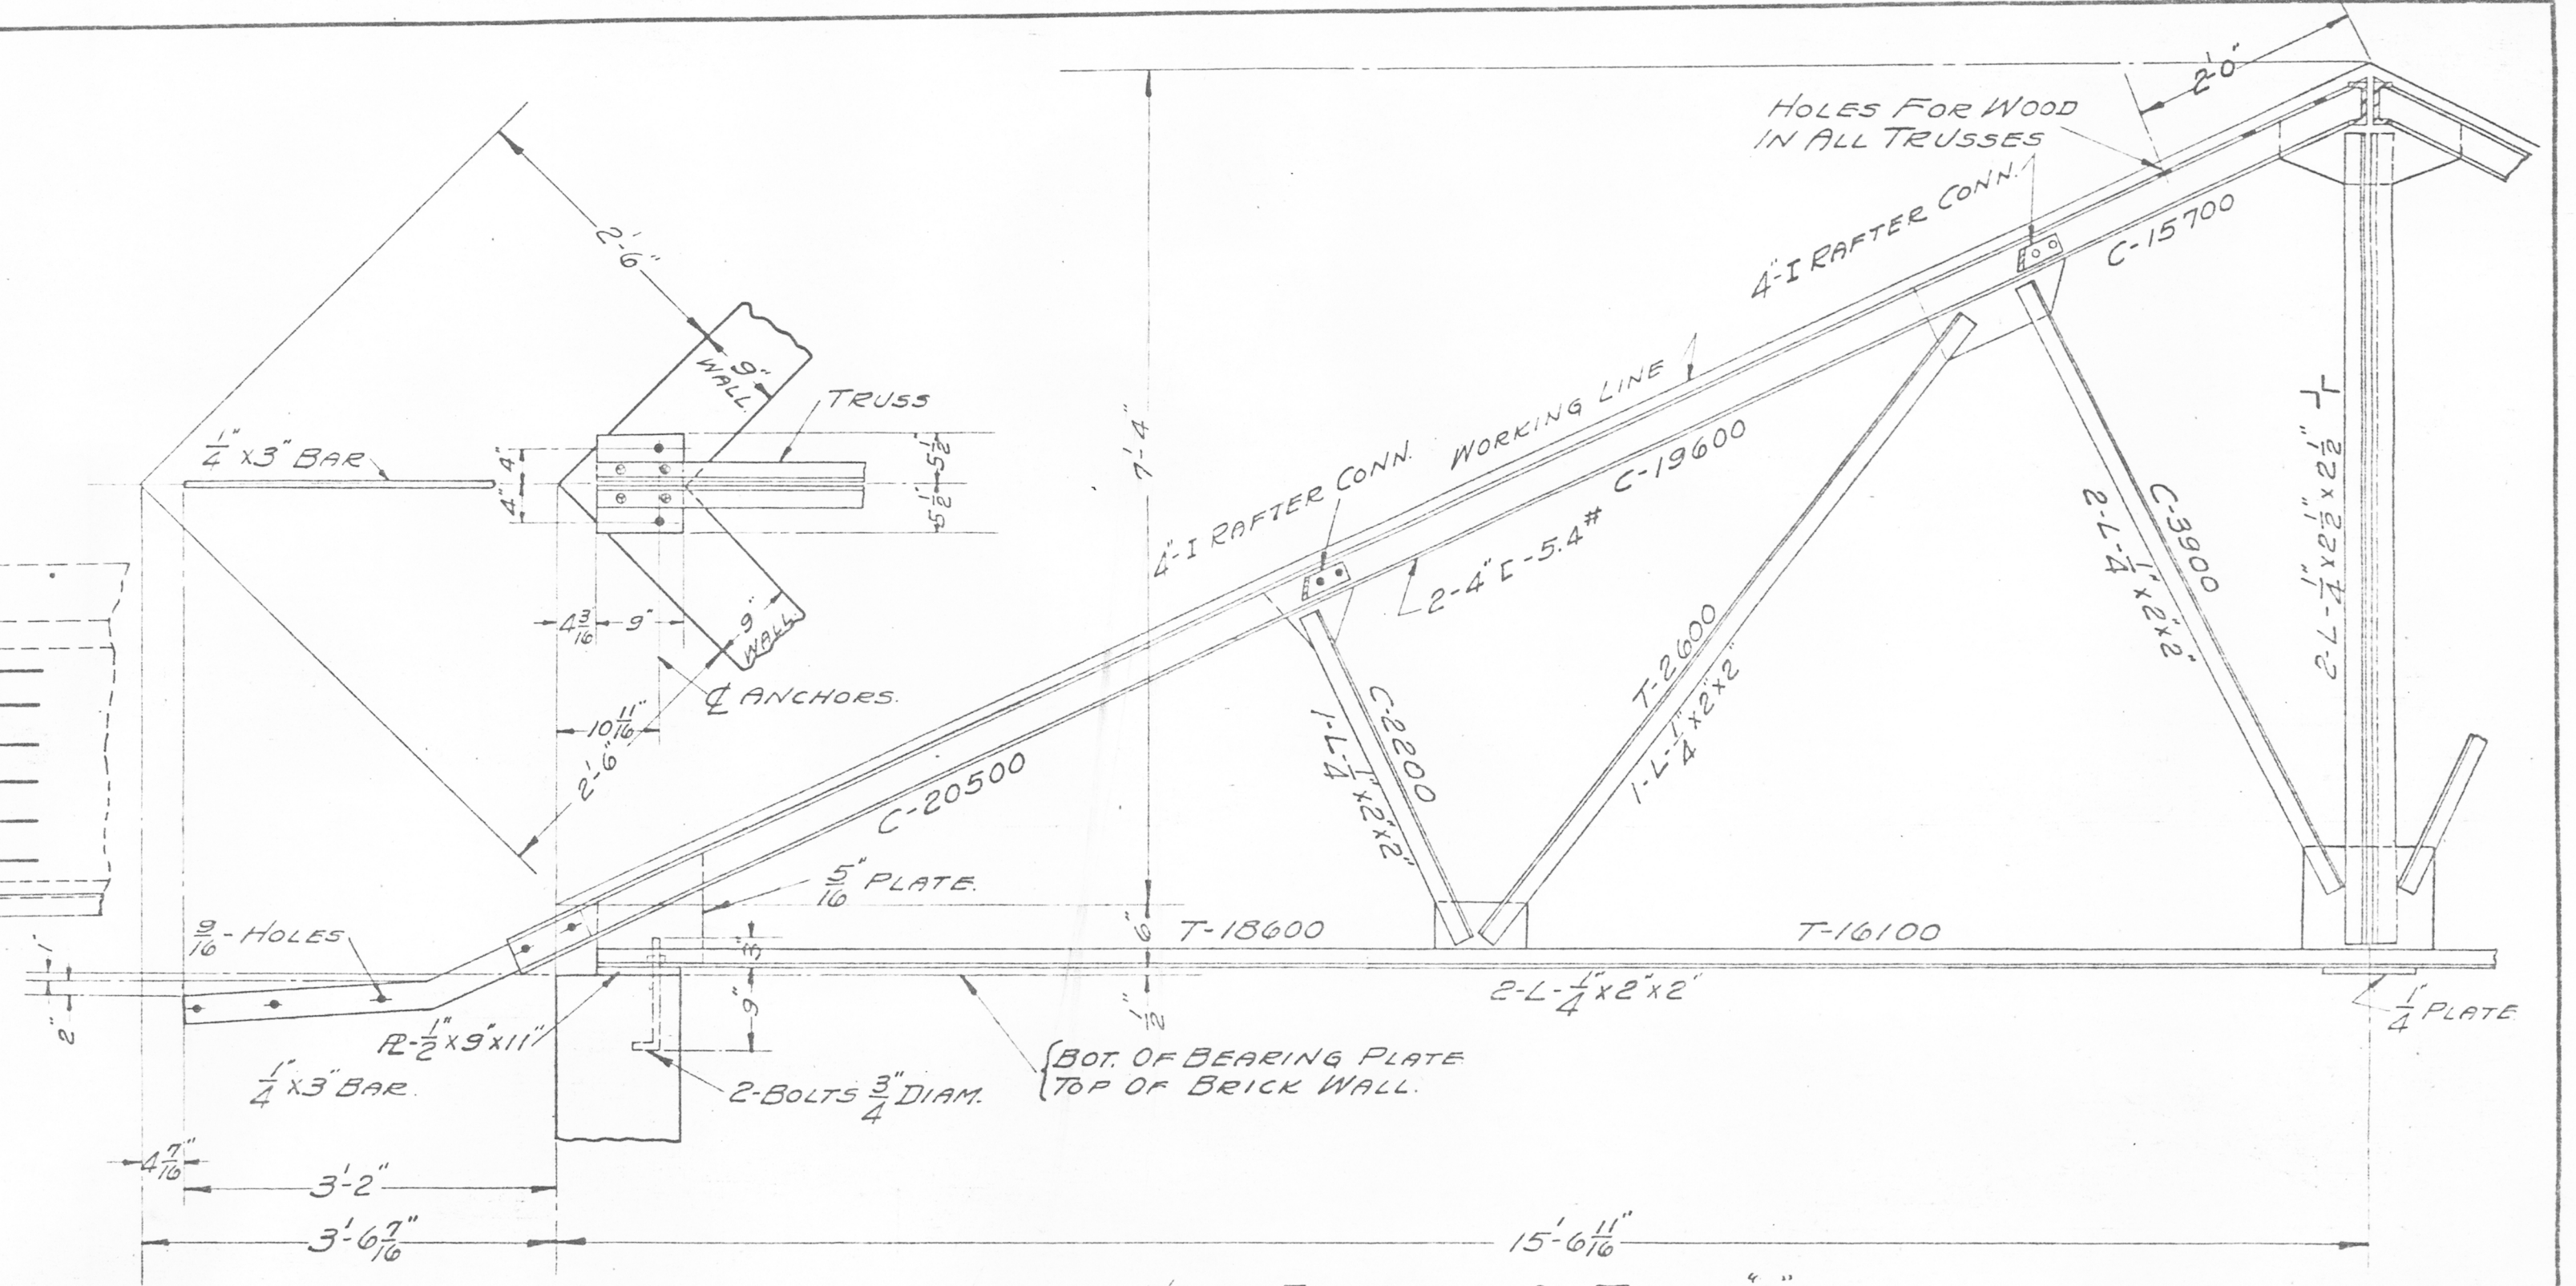 2'-0"
HOLES FOR WOOD
IN ALL TRUSSES
4"-I RAFTER CONN.
C-15700
2'-6"
9"
WALL.
TRUSS
1/4" x 3" BAR
4"
4"
5 1/2"
5 1/2"
7'-4"
WORKING LINE
4"-I RAFTER CONN.
C-19600
2-4" [ -5.4#
2-L-1/4" x 2 1/2" x 2 1/2"
C-3900
2-L-1/4" x 2" x 2"
4 3/16
9"
9"
WALL.
℄ ANCHORS.
10 11/16"
2'-6"
T-2600
1-L-1/4" x 2" x 2"
C-2200
1-L-1/4" x 2" x 2"
C-20500
5/16" PLATE.
9/16"-HOLES
1"
2"
3"
9"
6"
1/2"
T-18600
T-16100
2-L-1/4" x 2" x 2"
1/4" PLATE
PL-1/2" x 9" x 11"
1/4" x 3" BAR.
2-BOLTS 3/4" DIAM.
BOT. OF BEARING PLATE
TOP OF BRICK WALL.
4 7/16"
3'-2"
3'-6 7/16"
15'-6 11/16"